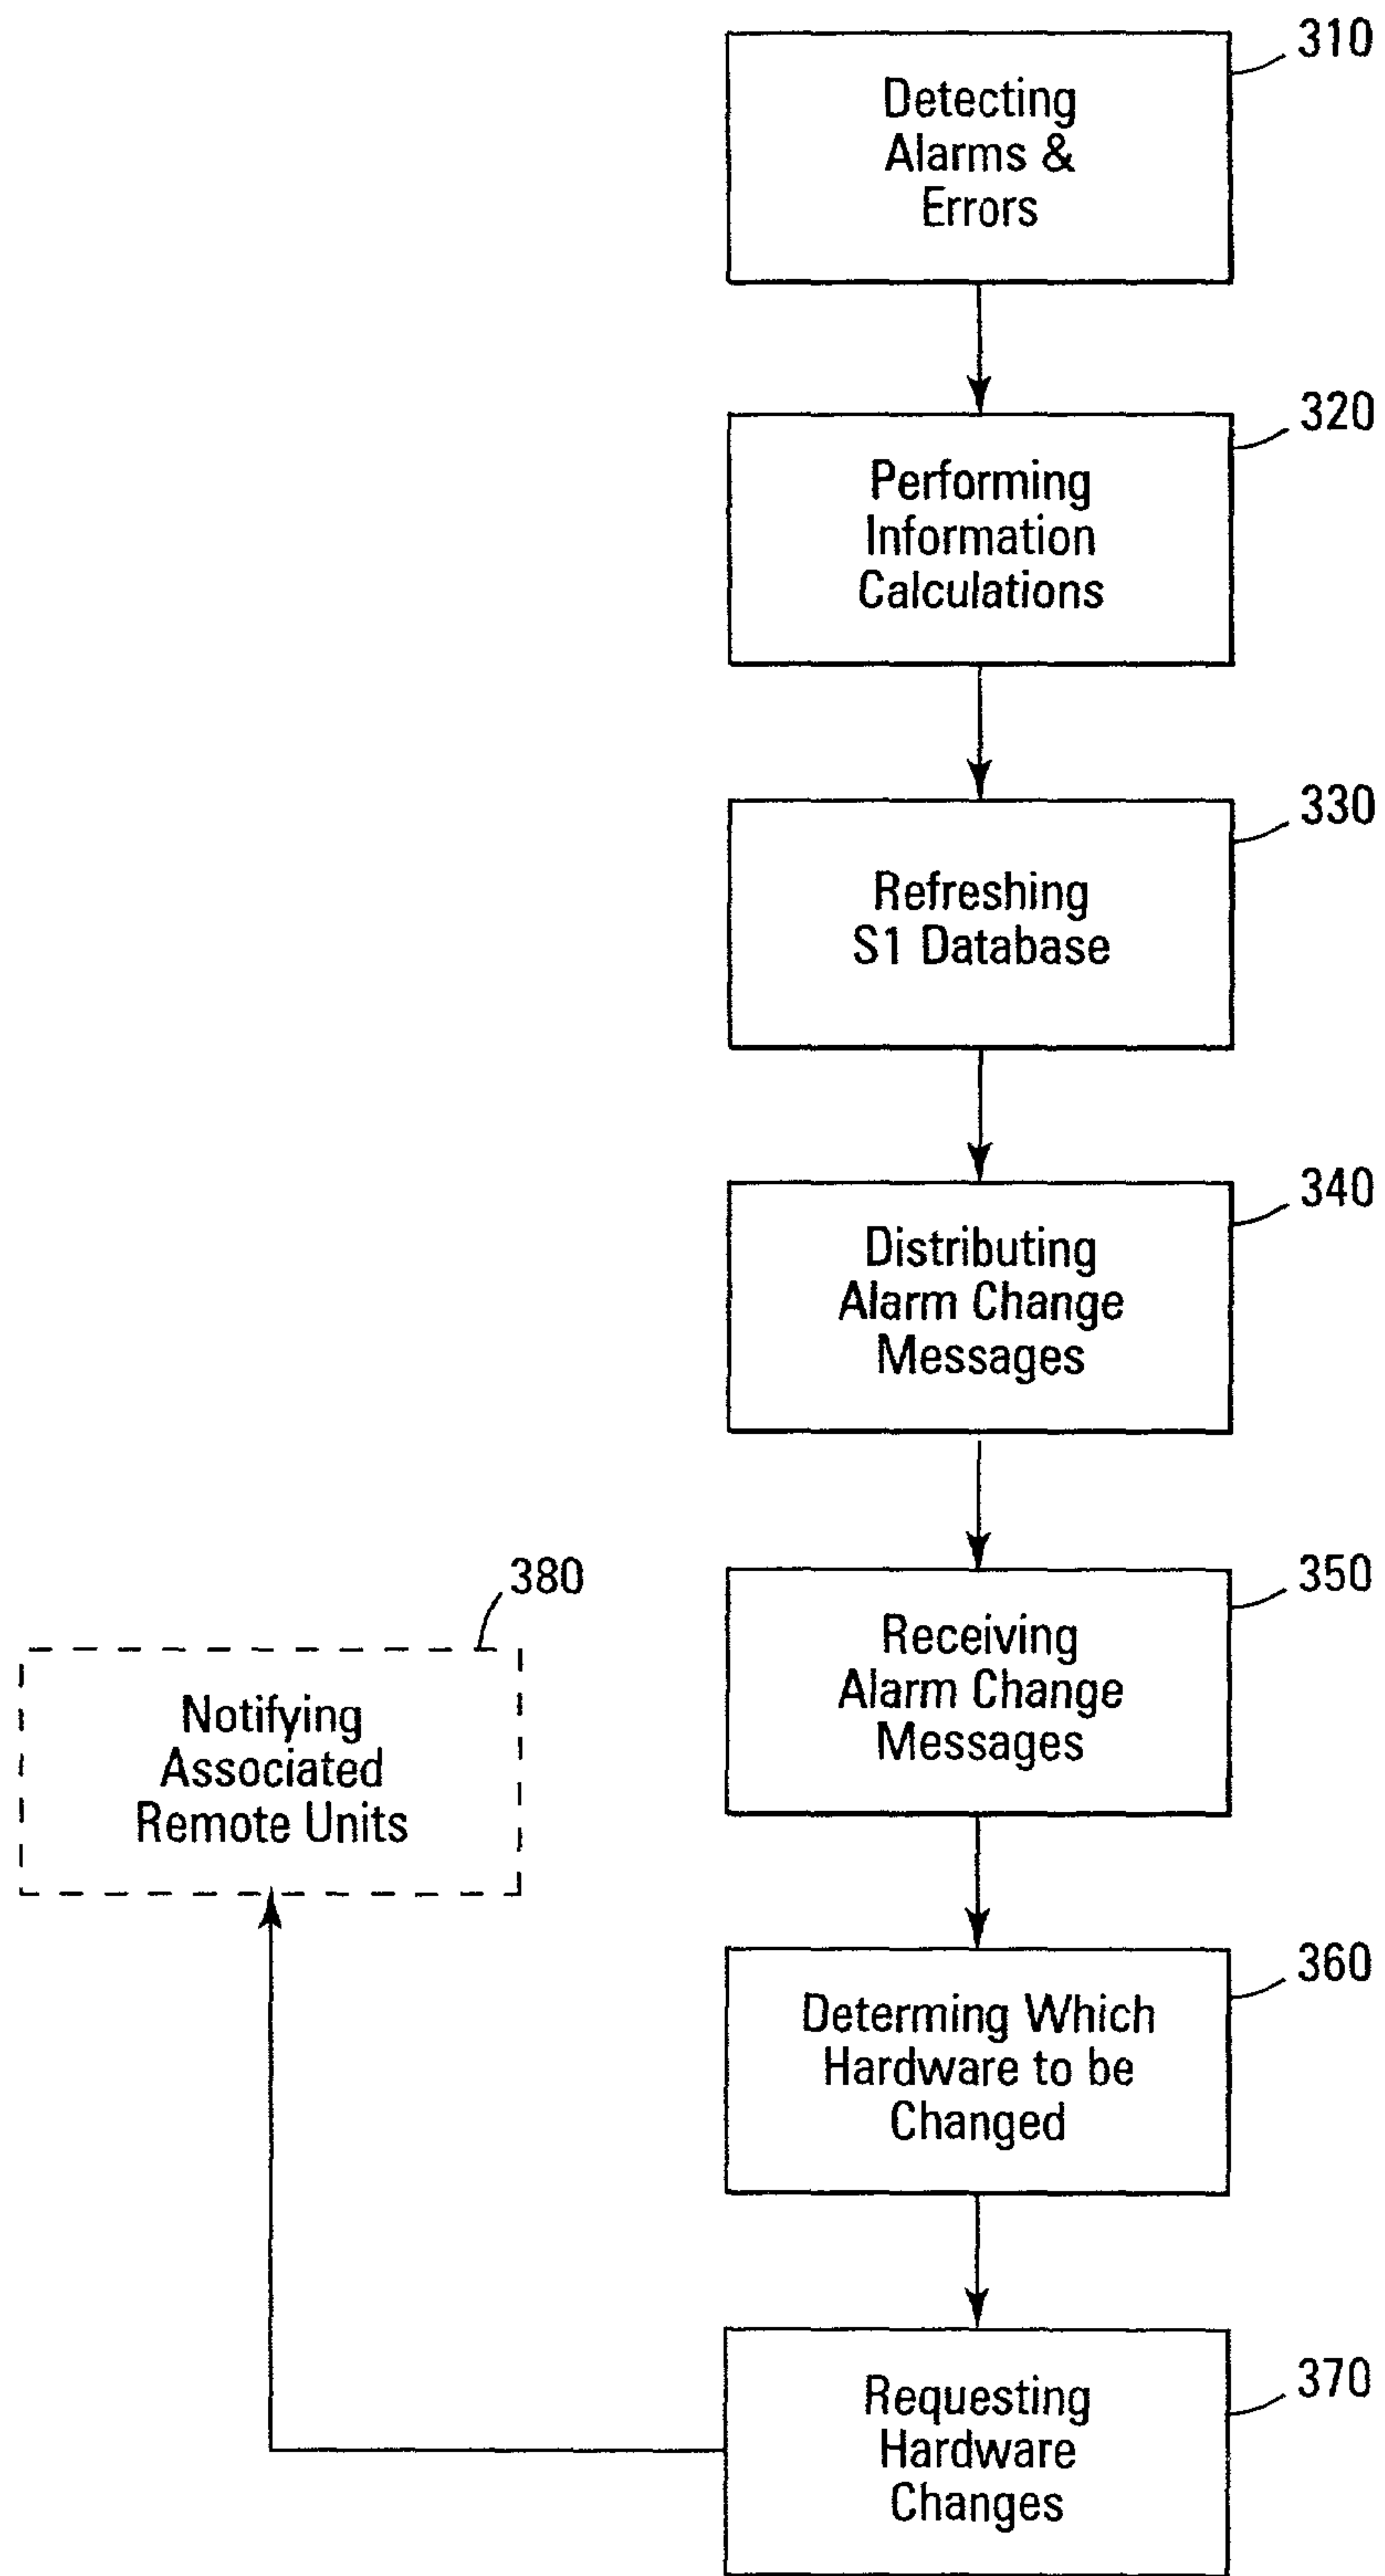 310
Detecting
Alarms &
Errors
320
Performing
Information
Calculations
330
Refreshing
S1 Database
340
Distributing
Alarm Change
Messages
350
Receiving
Alarm Change
Messages
380
Notifying
Associated
Remote Units
360
Determing Which
Hardware to be
Changed
370
Requesting
Hardware
Changes